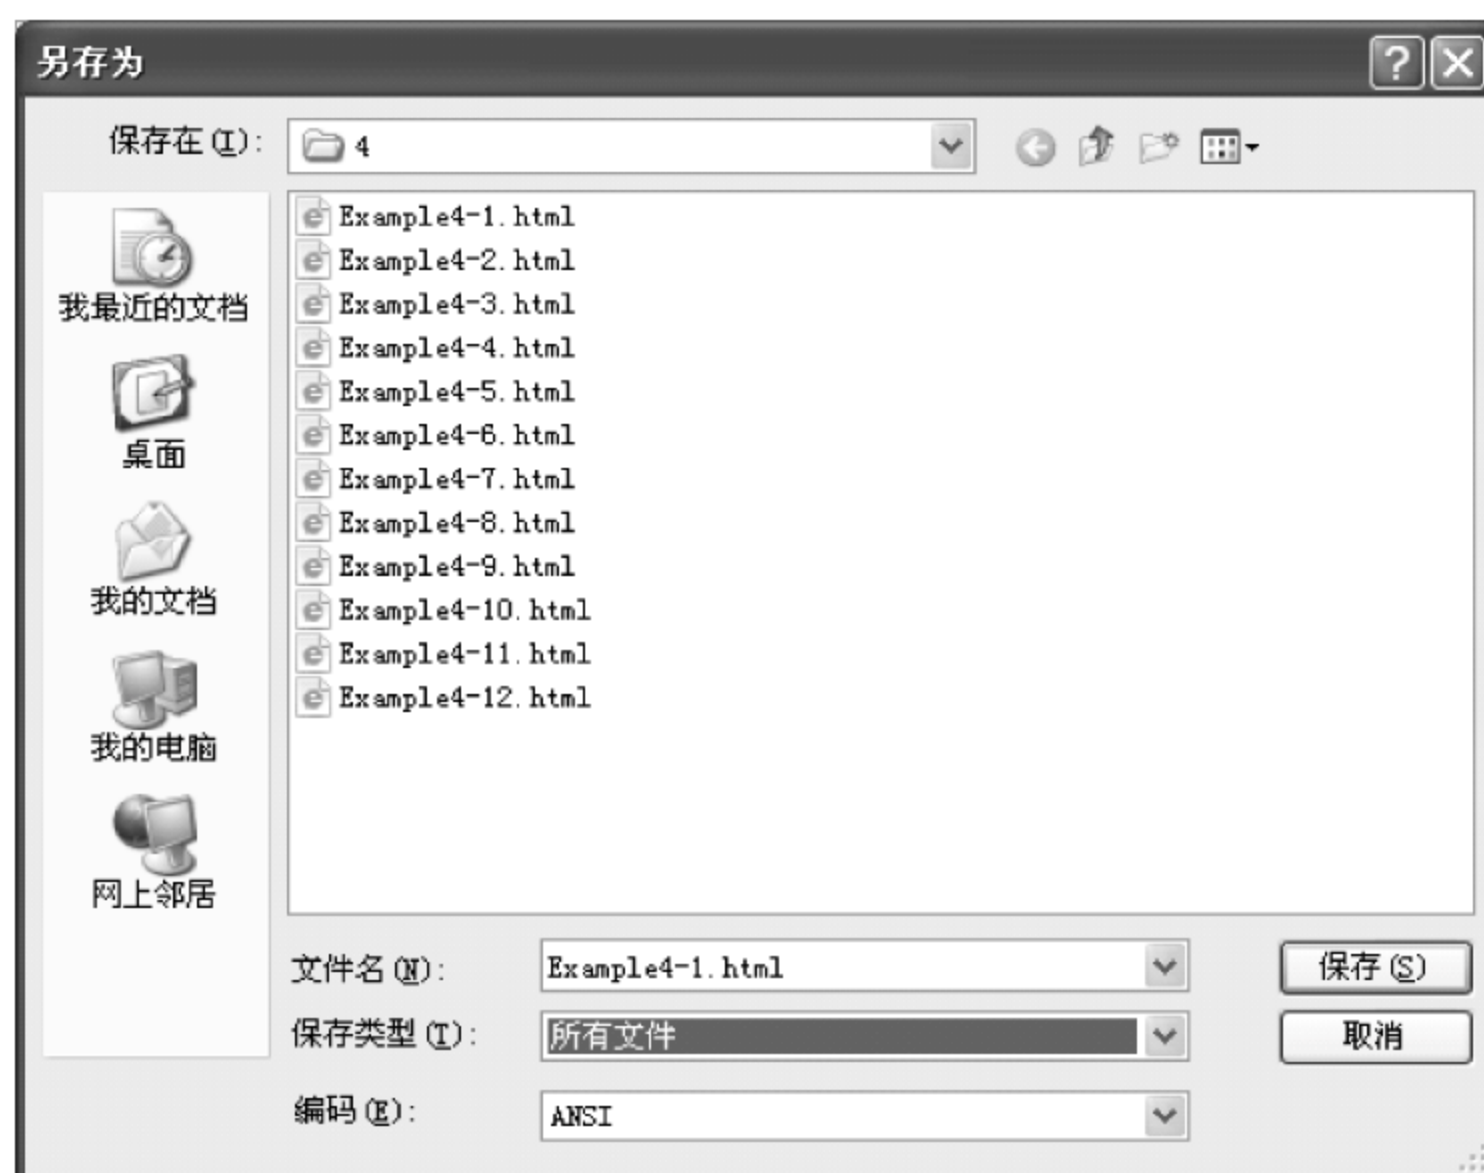 另存为
保存在(I):
4
我最近的文档
桌面
我的文档
我的电脑
网上邻居
Example4-1.html
Example4-2.html
Example4-3.html
Example4-4.html
Example4-5.html
Example4-6.html
Example4-7.html
Example4-8.html
Example4-9.html
Example4-10.html
Example4-11.html
Example4-12.html
文件名(N):
Example4-1.html
保存(S)
保存类型(T):
所有文件
取消
编码(E):
ANSI